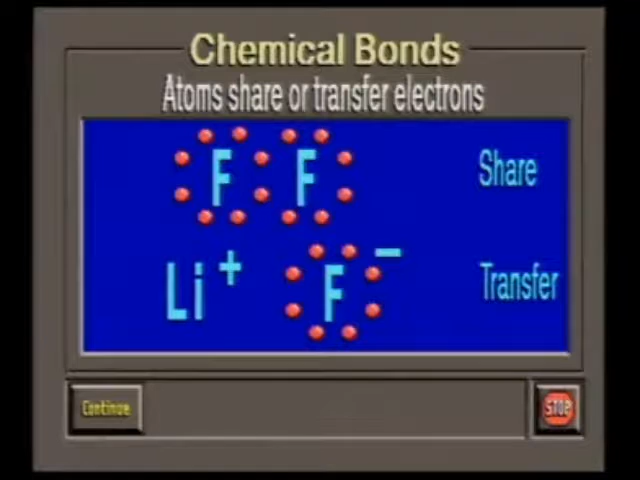 Chemical Bonds
Atoms share or transfer electrons
F F Share
Li+ F− Transfer
Continue STOP